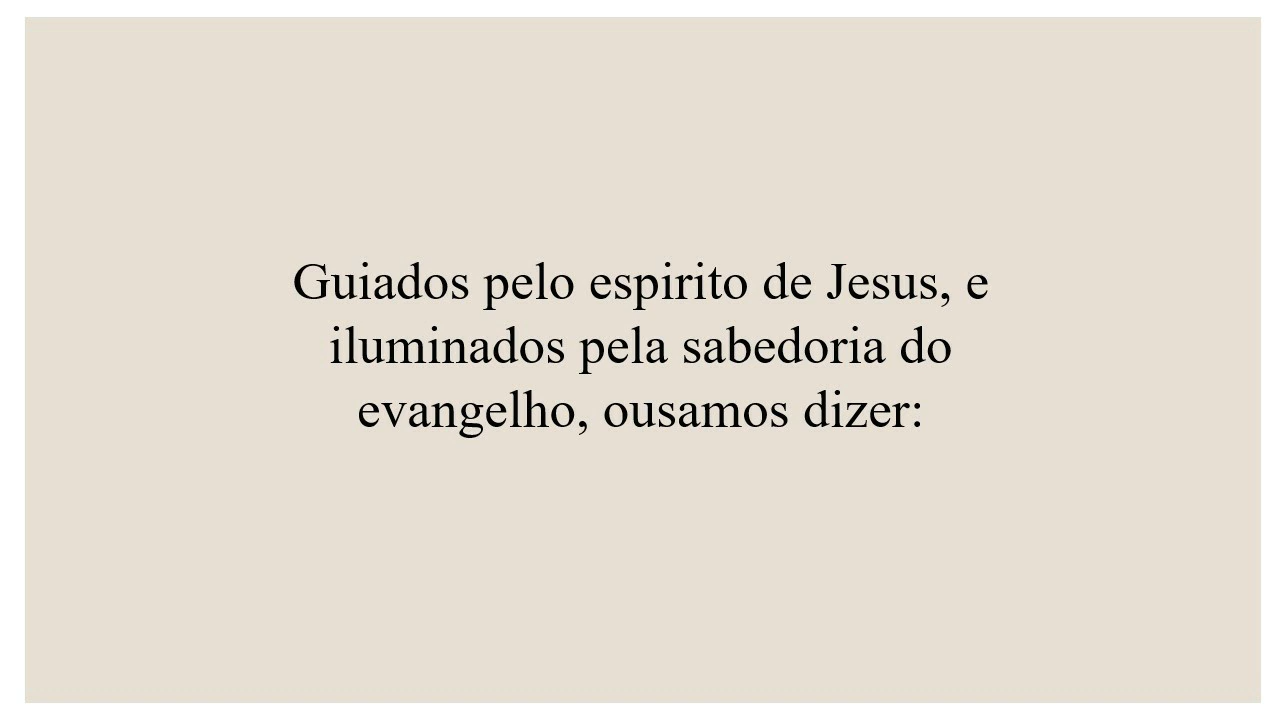 Guiados pelo espirito de Jesus, e
iluminados pela sabedoria do
evangelho, ousamos dizer: